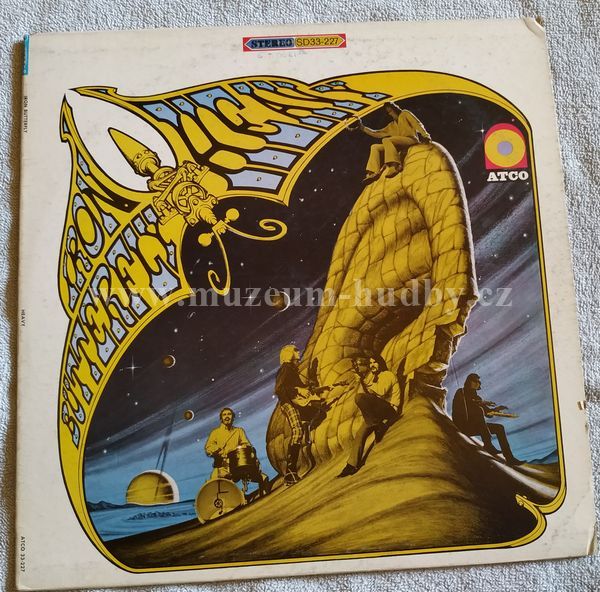 STEREO SD33-227
IRON BUTTERFLY
HEAVY
ATCO
IRON BUTTERFLY
HEAVY
ATCO 33-227
www.muzeum-hudby.cz